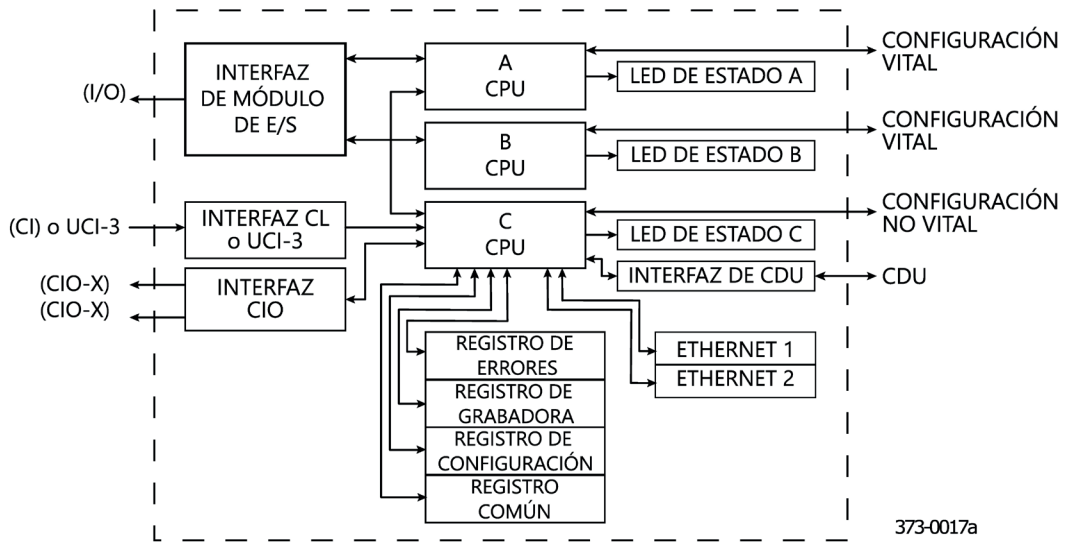 CONFIGURACIÓN
VITAL
A
CPU
LED DE ESTADO A
INTERFAZ
DE MÓDULO
DE E/S
(I/O)
B
CPU
CONFIGURACIÓN
VITAL
LED DE ESTADO B
C
CPU
CONFIGURACIÓN
NO VITAL
LED DE ESTADO C
(CI) o UCI-3
INTERFAZ CL
o UCI-3
INTERFAZ DE CDU
CDU
(CIO-X)
(CIO-X)
INTERFAZ
CIO
REGISTRO DE
ERRORES
REGISTRO DE
GRABADORA
REGISTRO DE
CONFIGURACIÓN
REGISTRO
COMÚN
ETHERNET 1
ETHERNET 2
373-0017a